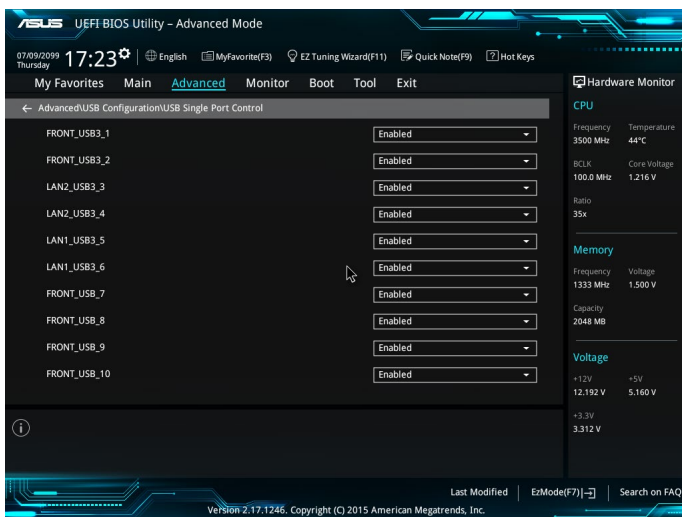 ASUS UEFI BIOS Utility – Advanced Mode
07/09/2099 Thursday 17:23 English MyFavorite(F3) EZ Tuning Wizard(F11) Quick Note(F9) ? Hot Keys
My Favorites Main Advanced Monitor Boot Tool Exit
← Advanced\USB Configuration\USB Single Port Control
FRONT_USB3_1 Enabled
FRONT_USB3_2 Enabled
LAN2_USB3_3 Enabled
LAN2_USB3_4 Enabled
LAN1_USB3_5 Enabled
LAN1_USB3_6 Enabled
FRONT_USB_7 Enabled
FRONT_USB_8 Enabled
FRONT_USB_9 Enabled
FRONT_USB_10 Enabled
Hardware Monitor
CPU
Frequency Temperature
3500 MHz 44°C
BCLK Core Voltage
100.0 MHz 1.216 V
Ratio
35x
Memory
Frequency Voltage
1333 MHz 1.500 V
Capacity
2048 MB
Voltage
+12V +5V
12.192 V 5.160 V
+3.3V
3.312 V
Last Modified EzMode(F7) Search on FAQ
Version 2.17.1246. Copyright (C) 2015 American Megatrends, Inc.